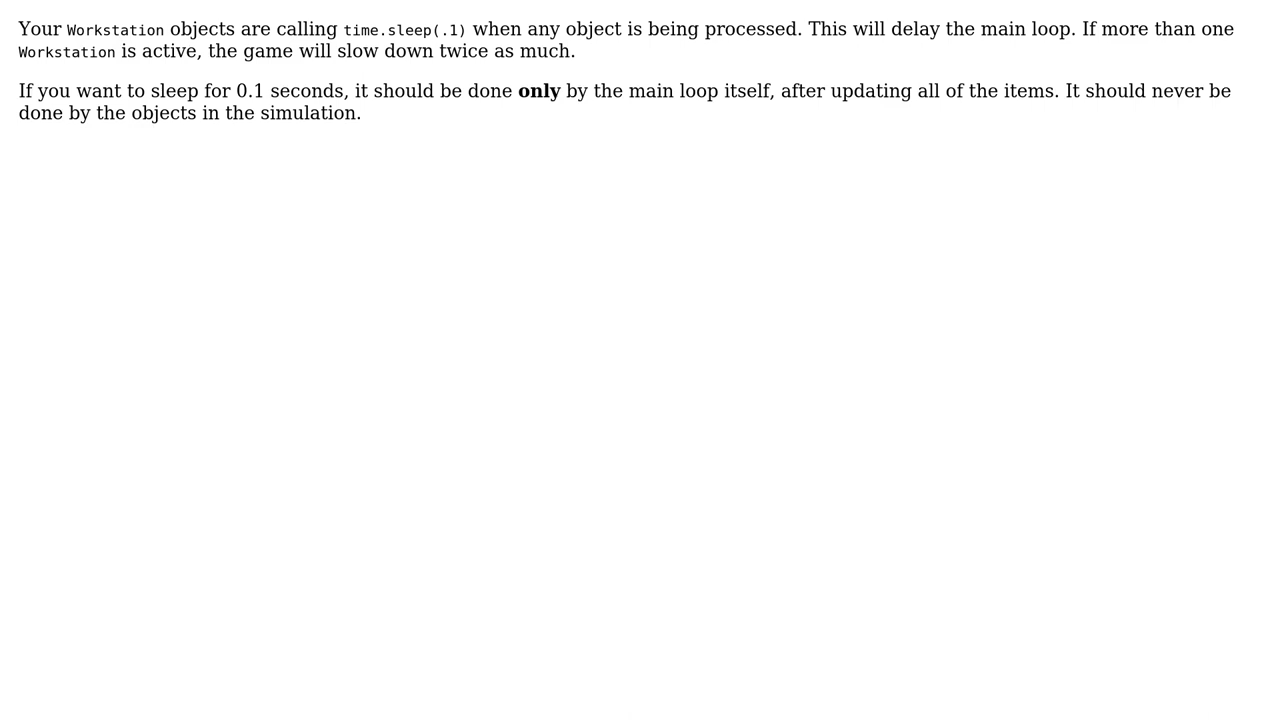 Your Workstation objects are calling time.sleep(.1) when any object is being processed. This will delay the main loop. If more than one
Workstation is active, the game will slow down twice as much.
If you want to sleep for 0.1 seconds, it should be done only by the main loop itself, after updating all of the items. It should never be
done by the objects in the simulation.